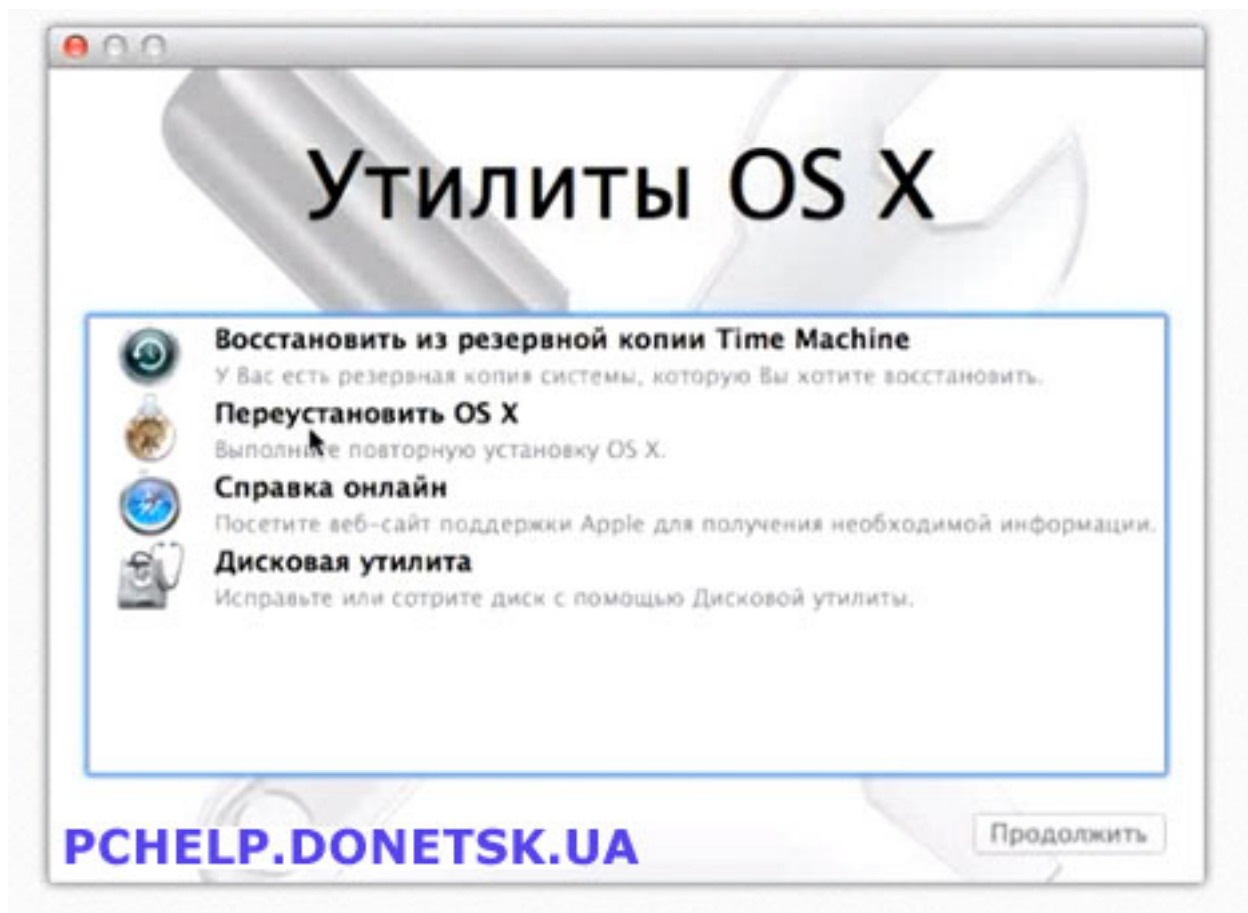 Утилиты OS X
Восстановить из резервной копии Time Machine
У Вас есть резервная копия системы, которую Вы хотите восстановить.
Переустановить OS X
Выполните повторную установку OS X.
Справка онлайн
Посетите веб-сайт поддержки Apple для получения необходимой информации.
Дисковая утилита
Исправьте или сотрите диск с помощью Дисковой утилиты.
PCHELP.DONETSK.UA
Продолжить